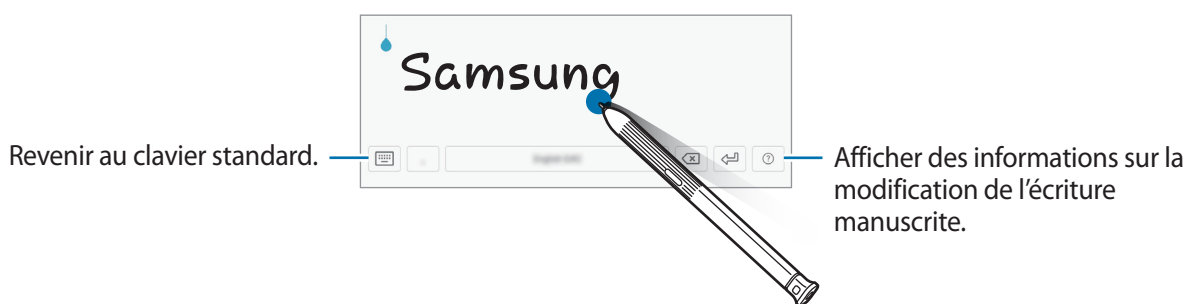 Samsung
Revenir au clavier standard.
Afficher des informations sur la
modification de l’écriture
manuscrite.